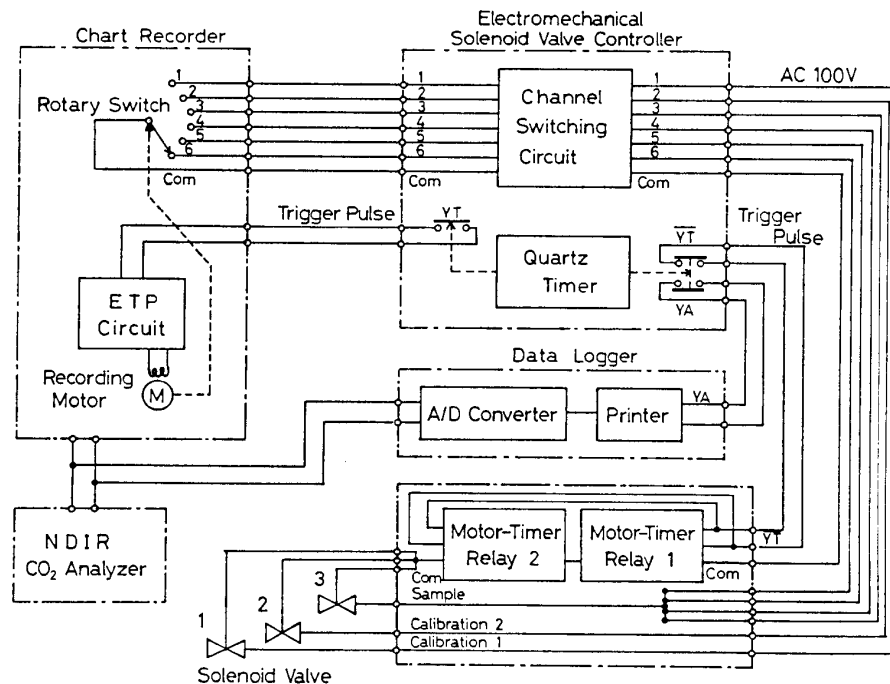 Chart Recorder
Rotary Switch
1
2
3
4
5
6
Com
Trigger Pulse
ETP
Circuit
Recording
Motor
M
Electromechanical
Solenoid Valve Controller
1
2
3
4
5
6
Com
Channel
Switching
Circuit
1
2
3
4
5
6
Com
AC 100V
YT
Quartz
Timer
YT
YA
Trigger
Pulse
Data Logger
A/D Converter
Printer
YA
NDIR
CO₂ Analyzer
Motor-Timer
Relay 2
Motor-Timer
Relay 1
YT
Com
Com
Sample
Calibration 2
Calibration 1
1
2
3
Solenoid Valve